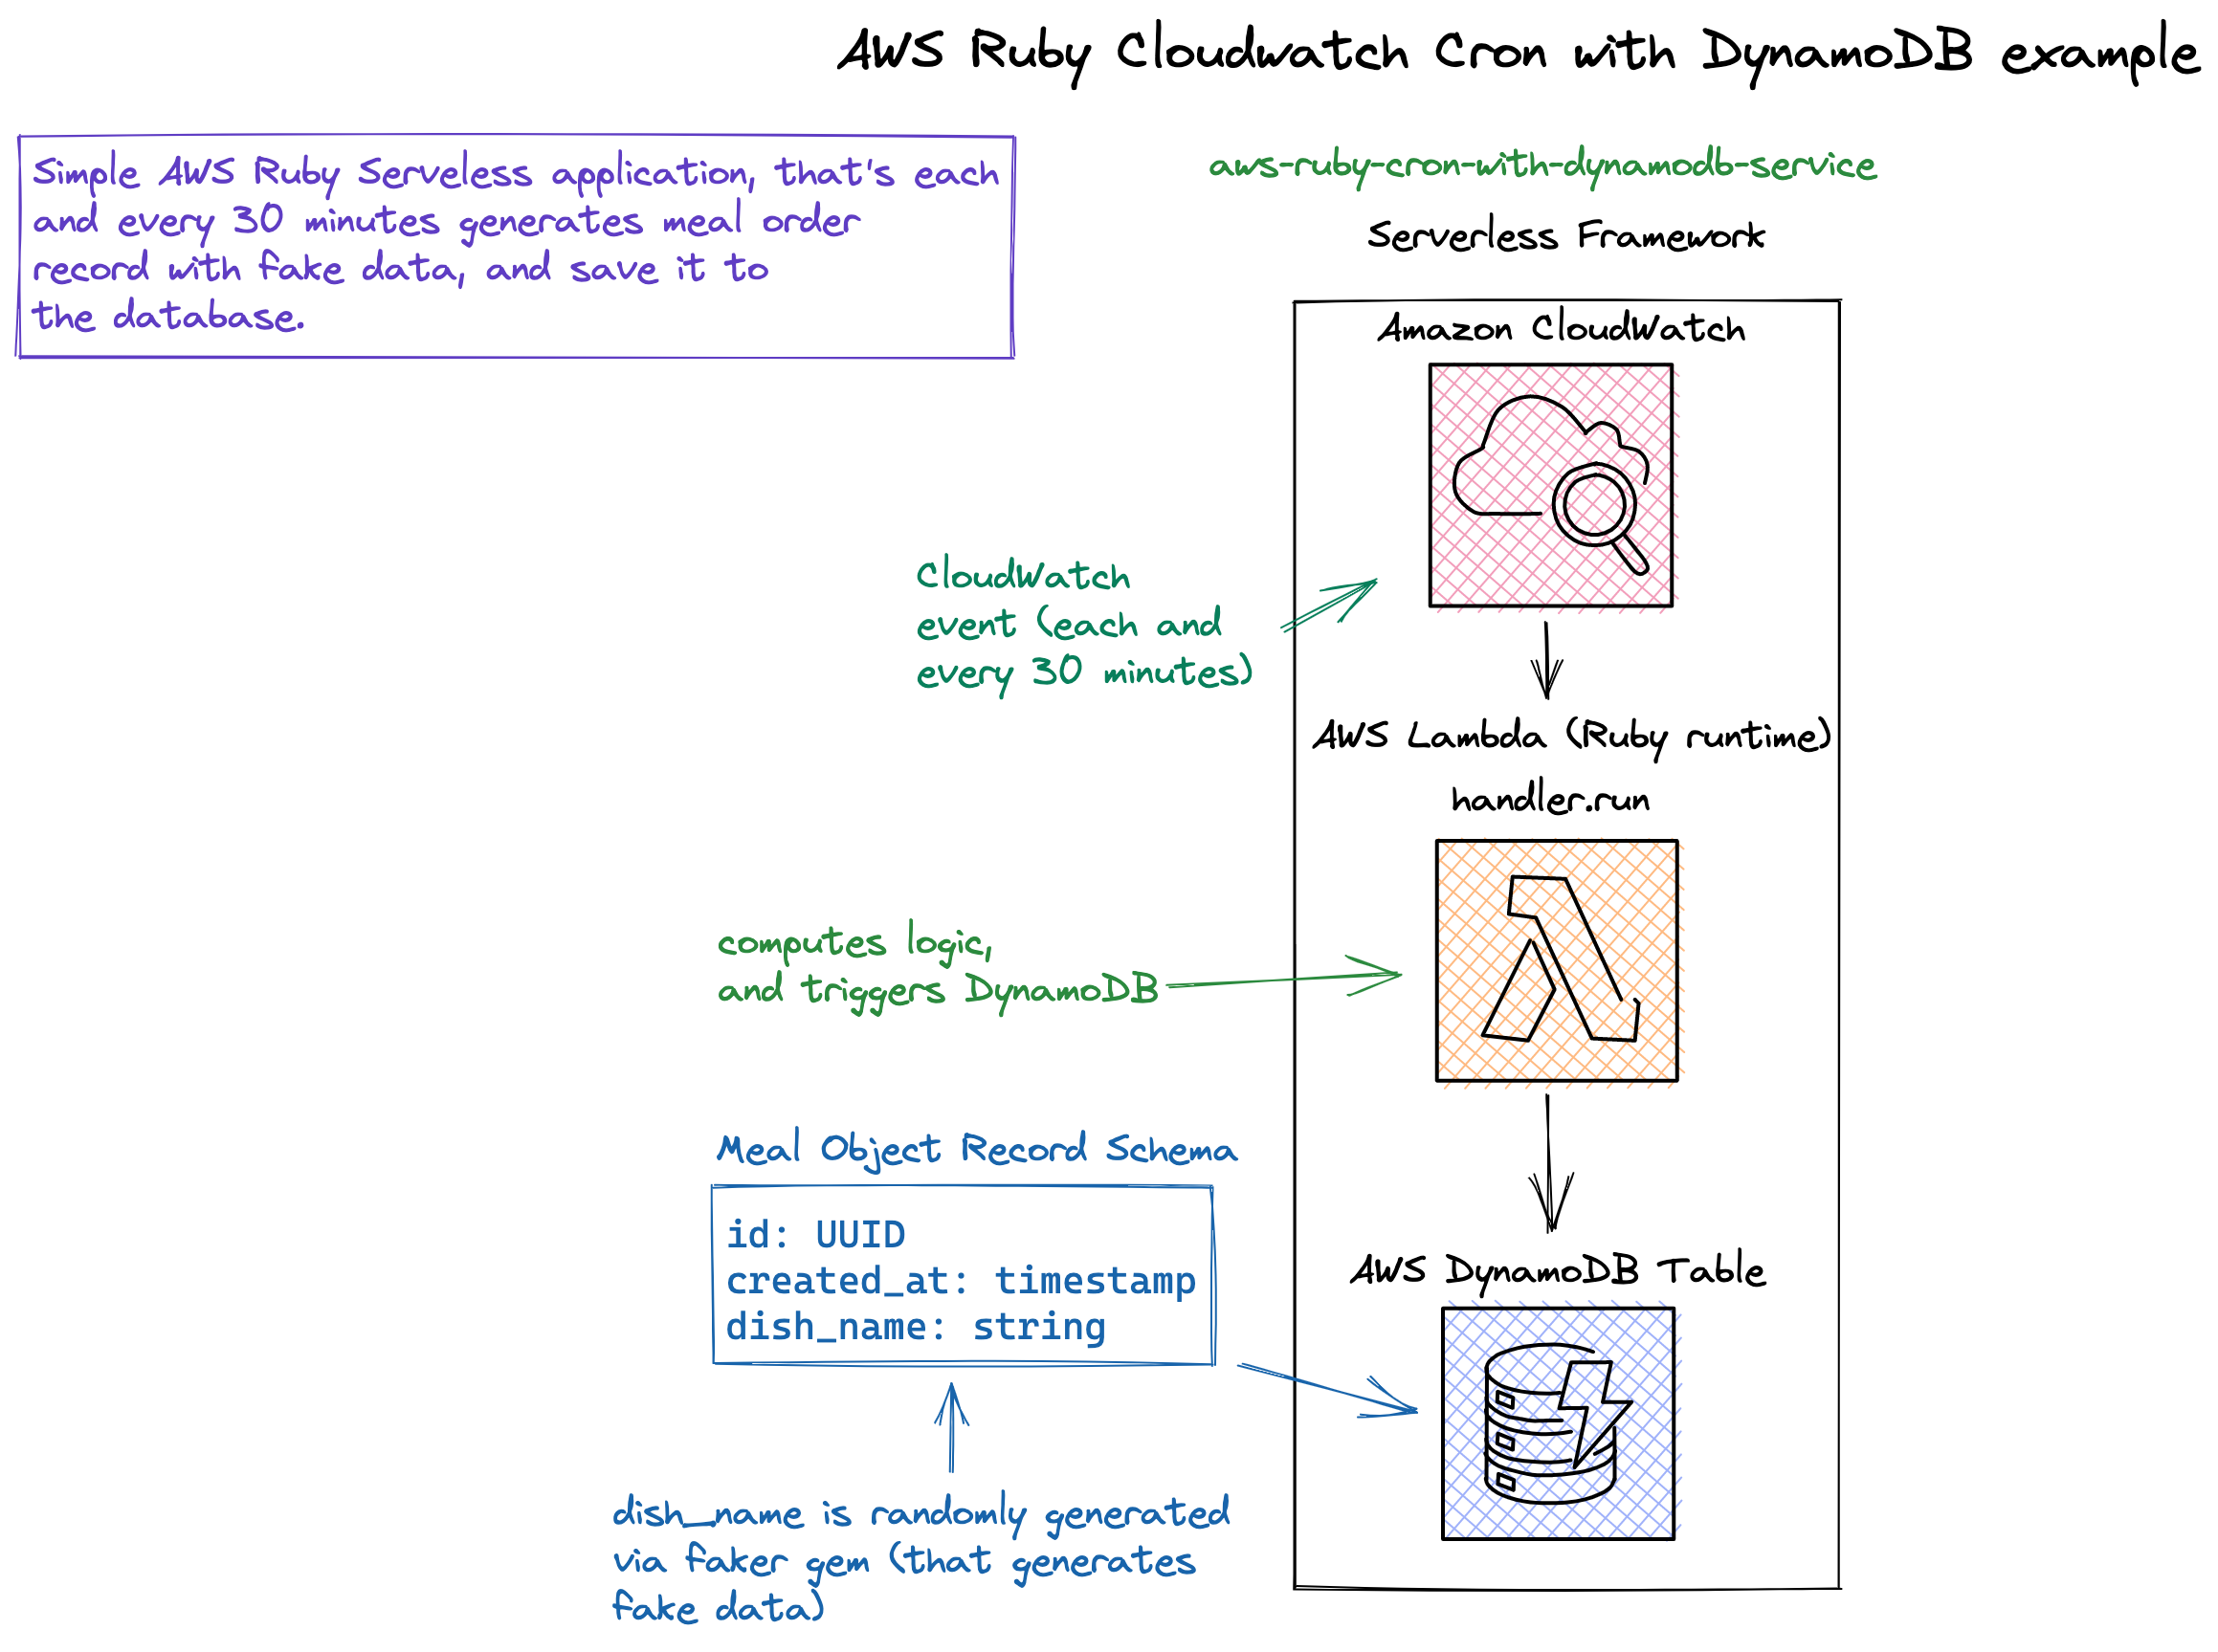 AWS Ruby Cloudwatch Cron with DynamoDB example
Simple AWS Ruby Serveless application, that's each
and every 30 minutes generates meal order
record with fake data, and save it to
the database.
aws-ruby-cron-with-dynamodb-service
Serverless Framework
Amazon CloudWatch
CloudWatch
event (each and
every 30 minutes)
AWS Lambda (Ruby runtime)
handler.run
computes logic,
and triggers DynamoDB
Meal Object Record Schema
id: UUID
created_at: timestamp
dish_name: string
AWS DynamoDB Table
dish_name is randomly generated
via faker gem (that generates
fake data)